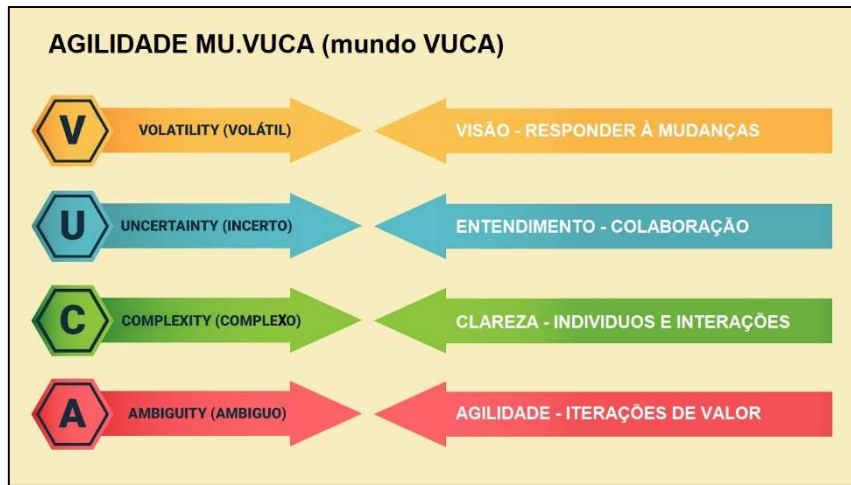 AGILIDADE MU.VUCA (mundo VUCA)
V VOLATILITY (VOLÁTIL) VISÃO - RESPONDER À MUDANÇAS
U UNCERTAINTY (INCERTO) ENTENDIMENTO - COLABORAÇÃO
C COMPLEXITY (COMPLEXO) CLAREZA - INDIVIDUOS E INTERAÇÕES
A AMBIGUITY (AMBIGUO) AGILIDADE - ITERAÇÕES DE VALOR